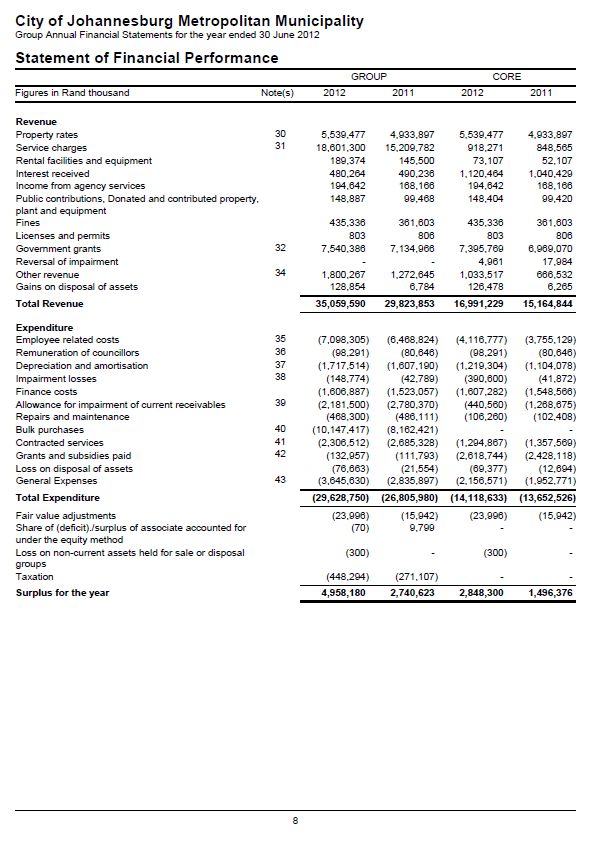 City of Johannesburg Metropolitan Municipality
Group Annual Financial Statements for the year ended 30 June 2012
Statement of Financial Performance
GROUP CORE
Figures in Rand thousand Note(s) 2012 2011 2012 2011
Revenue
Property rates 30 5,539,477 4,933,897 5,539,477 4,933,897
Service charges 31 18,601,300 15,209,782 918,271 848,565
Rental facilities and equipment 189,374 145,500 73,107 52,107
Interest received 480,264 490,236 1,120,464 1,040,429
Income from agency services 194,642 168,166 194,642 168,166
Public contributions, Donated and contributed property, 148,887 99,468 148,404 99,420
plant and equipment
Fines 435,336 361,603 435,336 361,603
Licenses and permits 803 806 803 806
Government grants 32 7,540,386 7,134,966 7,395,769 6,969,070
Reversal of impairment - - 4,961 17,984
Other revenue 34 1,800,267 1,272,645 1,033,517 666,532
Gains on disposal of assets 128,854 6,784 126,478 6,265
Total Revenue 35,059,590 29,823,853 16,991,229 15,164,844
Expenditure
Employee related costs 35 (7,098,305) (6,468,824) (4,116,777) (3,755,129)
Remuneration of councillors 36 (98,291) (80,646) (98,291) (80,646)
Depreciation and amortisation 37 (1,717,514) (1,607,190) (1,219,304) (1,104,078)
Impairment losses 38 (148,774) (42,789) (390,600) (41,872)
Finance costs (1,606,887) (1,523,057) (1,607,282) (1,548,566)
Allowance for impairment of current receivables 39 (2,181,500) (2,780,370) (440,560) (1,268,675)
Repairs and maintenance (468,300) (486,111) (106,260) (102,408)
Bulk purchases 40 (10,147,417) (8,162,421) - -
Contracted services 41 (2,306,512) (2,685,328) (1,294,867) (1,357,569)
Grants and subsidies paid 42 (132,957) (111,793) (2,618,744) (2,428,118)
Loss on disposal of assets (76,663) (21,554) (69,377) (12,694)
General Expenses 43 (3,645,630) (2,835,897) (2,156,571) (1,952,771)
Total Expenditure (29,628,750) (26,805,980) (14,118,633) (13,652,526)
Fair value adjustments (23,996) (15,942) (23,996) (15,942)
Share of (deficit)./surplus of associate accounted for (70) 9,799 - -
under the equity method
Loss on non-current assets held for sale or disposal (300) - (300) -
groups
Taxation (448,294) (271,107) - -
Surplus for the year 4,958,180 2,740,623 2,848,300 1,496,376
8